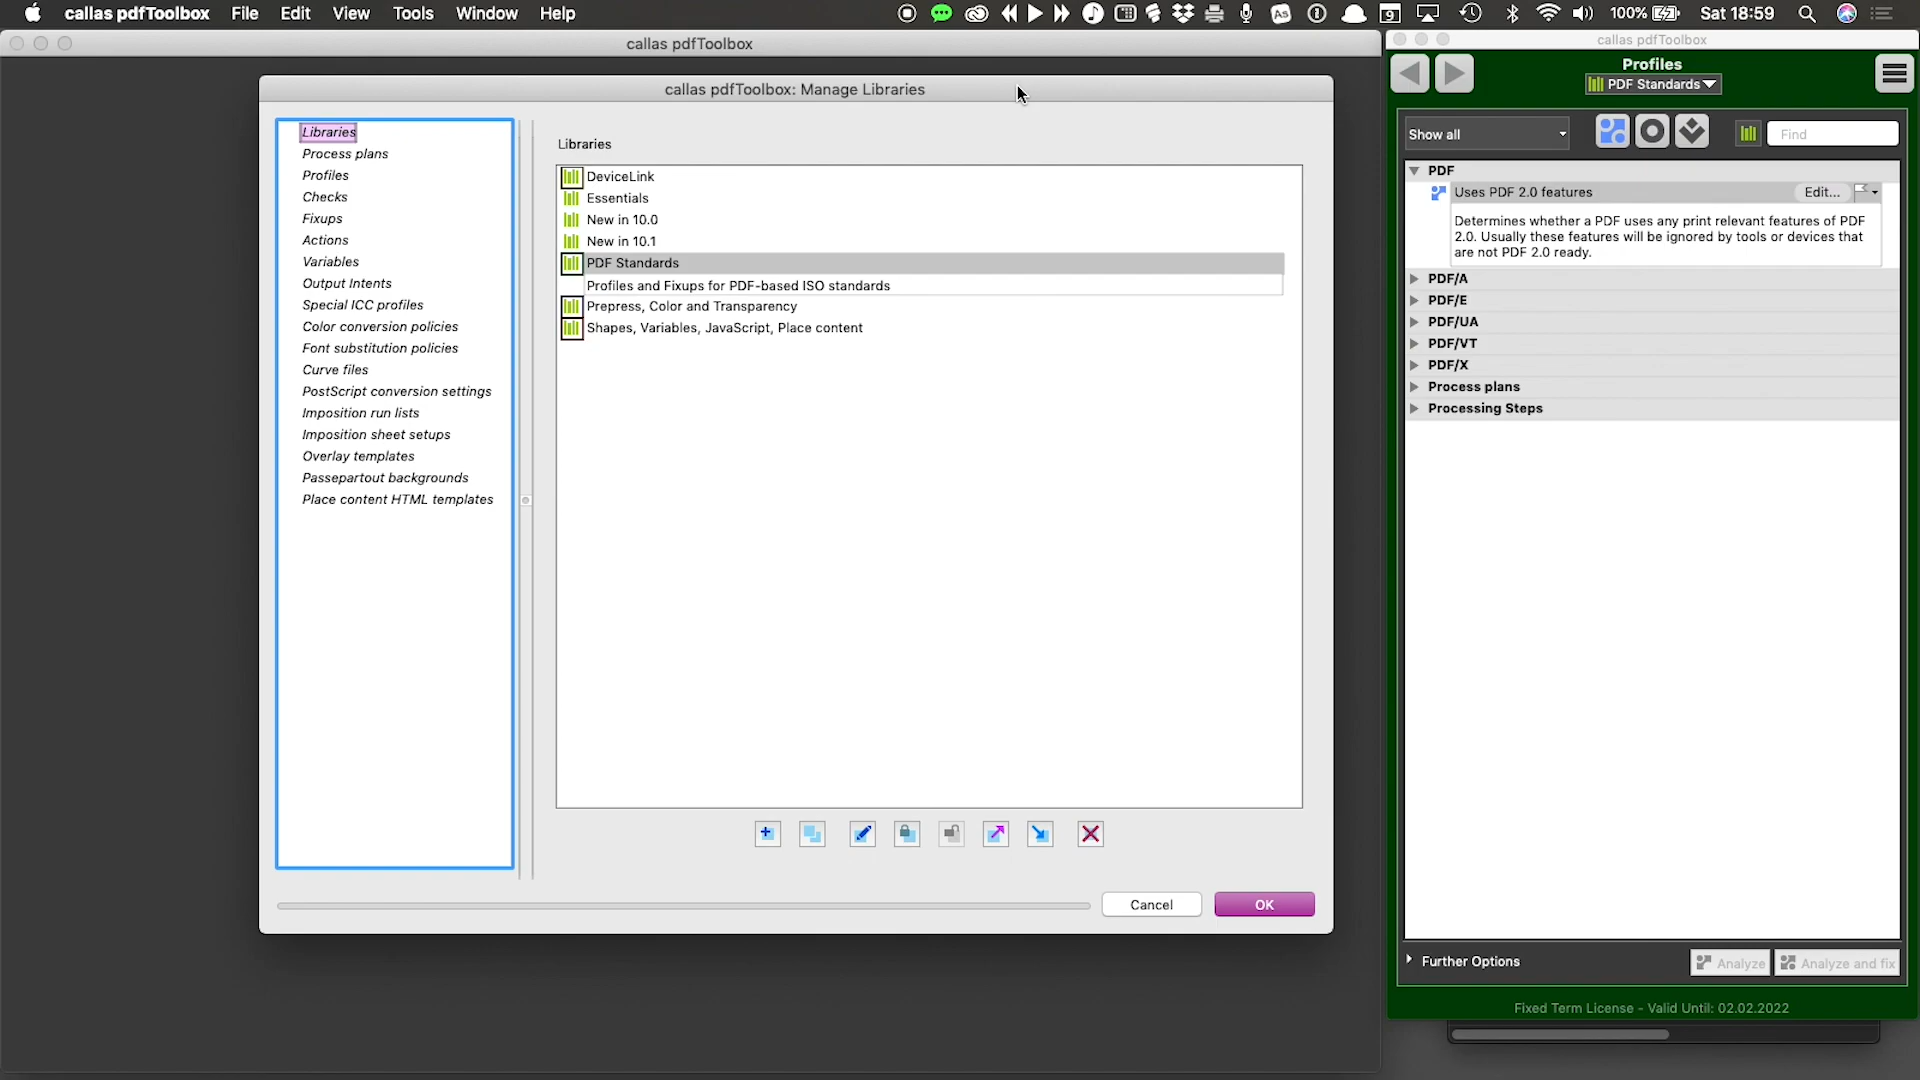 callas pdfToolbox File Edit View Tools Window Help
As 9 100% Sat 18:59
callas pdfToolbox
callas pdfToolbox: Manage Libraries
Libraries
Process plans
Profiles
Checks
Fixups
Actions
Variables
Output Intents
Special ICC profiles
Color conversion policies
Font substitution policies
Curve files
PostScript conversion settings
Imposition run lists
Imposition sheet setups
Overlay templates
Passepartout backgrounds
Place content HTML templates
Libraries
DeviceLink
Essentials
New in 10.0
New in 10.1
PDF Standards
Profiles and Fixups for PDF-based ISO standards
Prepress, Color and Transparency
Shapes, Variables, JavaScript, Place content
Cancel
OK
callas pdfToolbox
Profiles
PDF Standards
Show all
Find
PDF
Uses PDF 2.0 features
Edit...
Determines whether a PDF uses any print relevant features of PDF
2.0. Usually these features will be ignored by tools or devices that
are not PDF 2.0 ready.
PDF/A
PDF/E
PDF/UA
PDF/VT
PDF/X
Process plans
Processing Steps
Further Options
Analyze
Analyze and fix
Fixed Term License - Valid Until: 02.02.2022